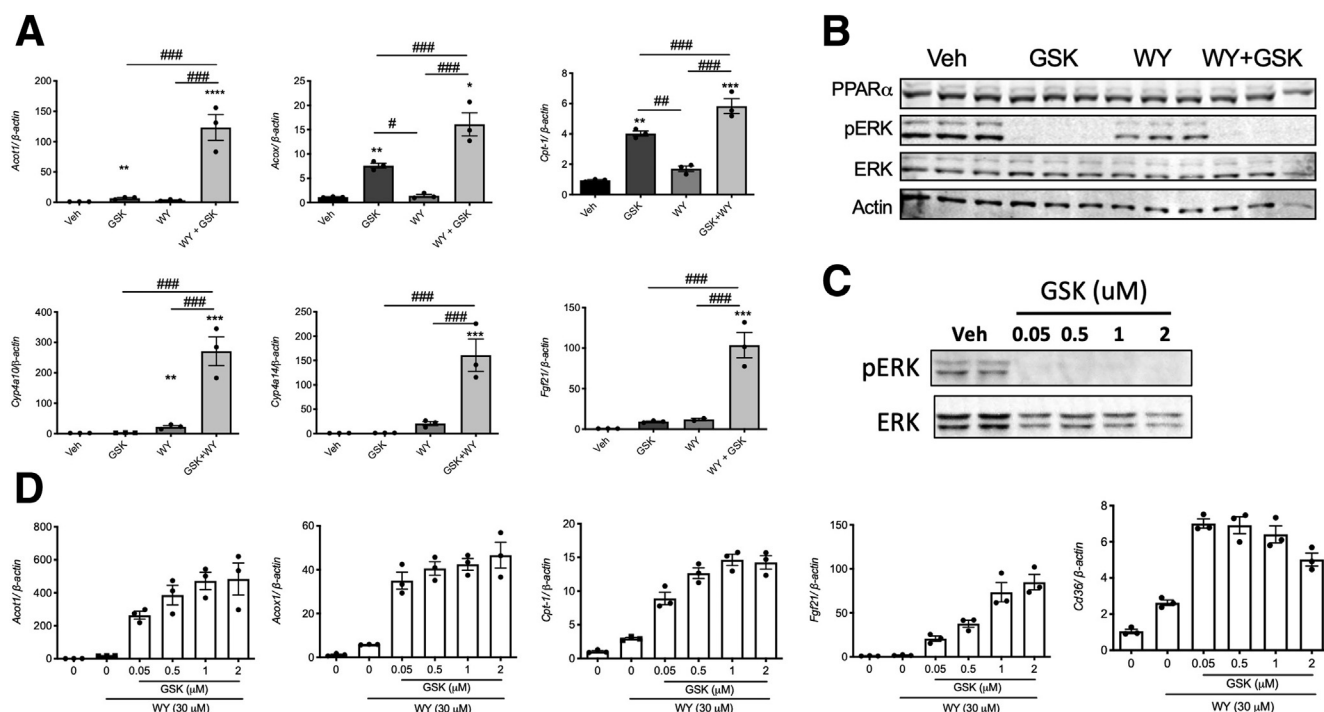 A
###
###
****
**
Acot1/ β-actin
200
150
100
50
0
Veh
GSK
WY
WY + GSK
###
###
*
#
**
Acox/ β-actin
25
20
15
10
5
0
Veh
GSK
WY
WY + GSK
###
###
***
##
**
Cpt-1/ β-actin
8
6
4
2
0
Veh
GSK
WY
GSK+WY
B
Veh GSK WY WY+GSK
PPARα
pERK
ERK
Actin
###
###
***
**
Cyp4a10/β-actin
400
300
200
100
0
Veh
GSK
WY
GSK+WY
###
###
***
Cyp4a14/β-actin
250
200
150
100
50
0
Veh
GSK
WY
GSK+WY
###
###
***
Fgf21/ β-actin
150
100
50
0
Veh
GSK
WY
WY + GSK
C
GSK (uM)
Veh 0.05 0.5 1 2
pERK
ERK
D
Acot1/ β-actin
800
600
400
200
0
0 0 0.05 0.5 1 2
GSK (μM)
WY (30 μM)
Acox1/ β-actin
60
40
20
0
0 0 0.05 0.5 1 2
GSK (μM)
WY (30 μM)
Cpt-1/ β-actin
20
15
10
5
0
0 0 0.05 0.5 1 2
GSK (μM)
WY (30 μM)
Fgf21/ β-actin
150
100
50
0
0 0 0.05 0.5 1 2
GSK (μM)
WY (30 μM)
Cd36/ β-actin
8
6
4
2
0
0 0 0.05 0.5 1 2
GSK (μM)
WY (30 μM)